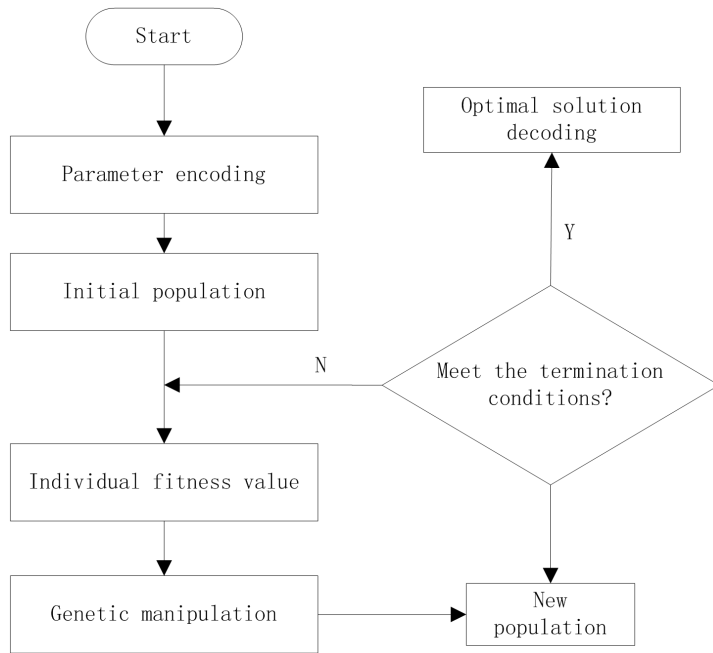 Start
Parameter encoding
Initial population
Individual fitness value
Genetic manipulation
New
population
Meet the termination
conditions?
N
Y
Optimal solution
decoding